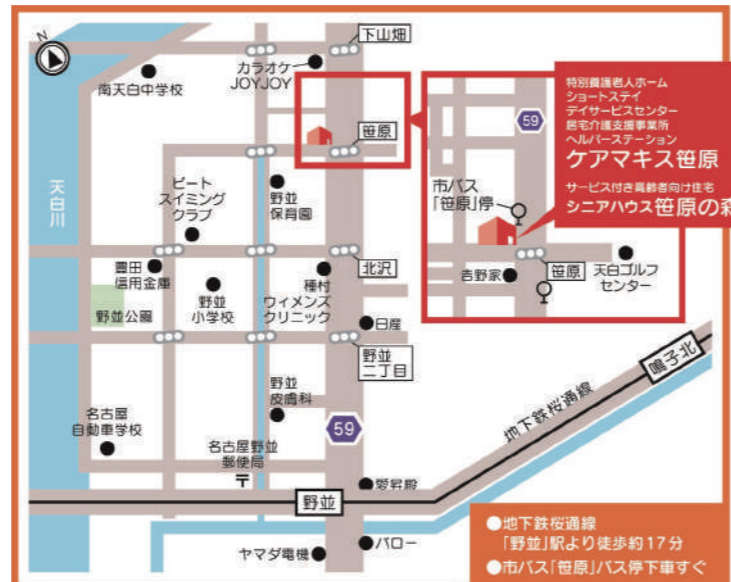 N
下山畑
カラオケ
JOYJOY
南天白中学校
笹原
天白川
ビート
スイミング
クラブ
野並
保育園
北沢
豊田
信用金庫
野並
小学校
種村
ウィメンズ
クリニック
野並公園
日産
野並
二丁目
野並
皮膚科
名古屋
自動車学校
59
名古屋野並
郵便局
〒
愛昇殿
野並
地下鉄桜通線
鳴子北
ヤマダ電機
バロー
特別養護老人ホーム
ショートステイ
デイサービスセンター
居宅介護支援事業所
ヘルパーステーション
ケアマキス笹原
サービス付き高齢者向け住宅
シニアハウス笹原の森
59
市バス
「笹原」停
笹原
吉野家
天白ゴルフ
センター
●地下鉄桜通線
「野並」駅より徒歩約17分
●市バス「笹原」バス停下車すぐ